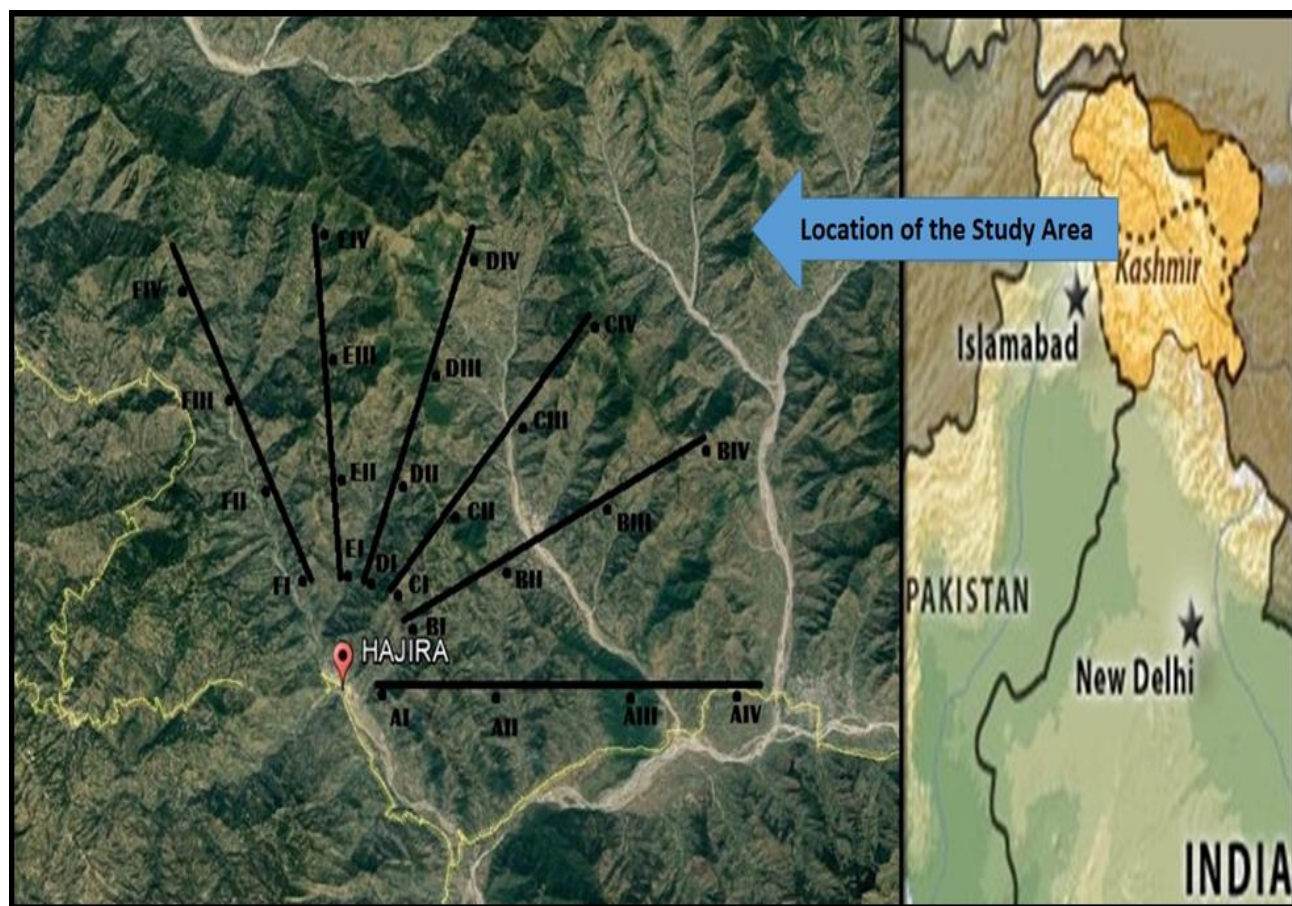 EIV
DIV
FIV
CIV
EIII
DIII
FIII
CIII
BIV
EII
DII
FII
CII
BIII
EI
DI
BII
FI
CI
BI
HAJIRA
AI
AII
AIII
AIV
Location of the Study Area
Kashmir
Islamabad
PAKISTAN
New Delhi
INDIA